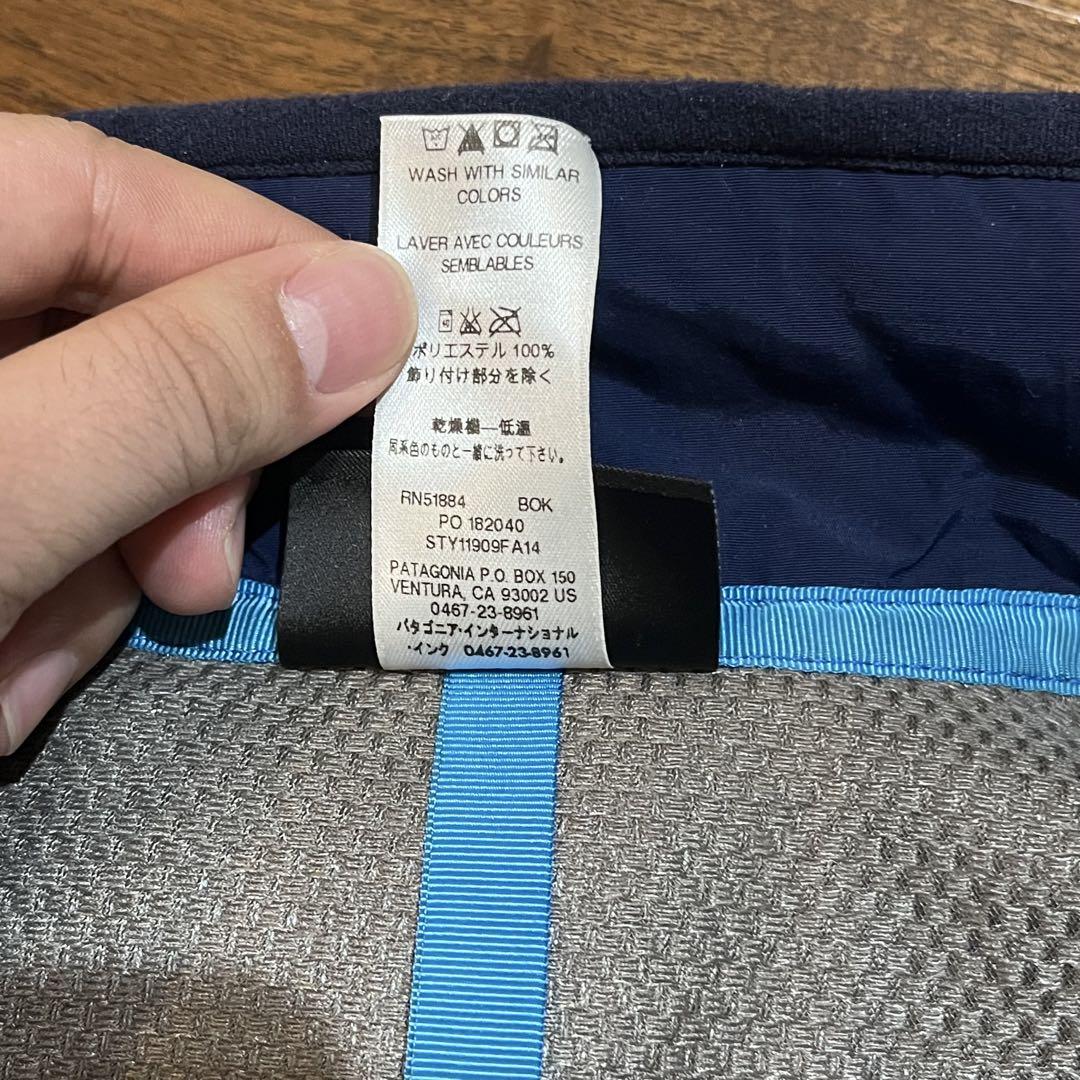 WASH WITH SIMILAR
COLORS
LAVER AVEC COULEURS
SEMBLABLES
ポリエステル 100%
飾り付け部分を除く
乾燥機—低温
同系色のものと一緒に洗って下さい。
RN51884 BOK
PO 182040
STY11909FA14
PATAGONIA P.O. BOX 150
VENTURA, CA 93002 US
0467-23-8961
パタゴニア·インターナショナル
·インク 0467-23-8961